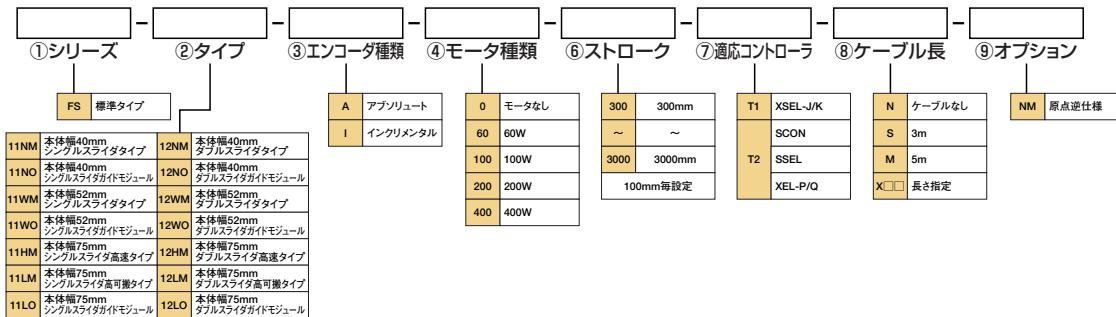 ①シリーズ
②タイプ
③エンコーダ種類
④モータ種類
⑥ストローク
⑦適応コントローラ
⑧ケーブル長
⑨オプション
FS 標準タイプ
11NM 本体幅40mm
シングルスライダタイプ
11NO 本体幅40mm
シングルスライダガイドモジュール
11WM 本体幅52mm
シングルスライダタイプ
11WO 本体幅52mm
シングルスライダガイドモジュール
11HM 本体幅75mm
シングルスライダ高速タイプ
11LM 本体幅75mm
シングルスライダ高可搬タイプ
11LO 本体幅75mm
シングルスライダガイドモジュール
12NM 本体幅40mm
ダブルスライダタイプ
12NO 本体幅40mm
ダブルスライダガイドモジュール
12WM 本体幅52mm
ダブルスライダタイプ
12WO 本体幅52mm
ダブルスライダガイドモジュール
12HM 本体幅75mm
ダブルスライダ高速タイプ
12LM 本体幅75mm
ダブルスライダ高可搬タイプ
12LO 本体幅75mm
ダブルスライダガイドモジュール
A アブソリュート
I インクリメンタル
0 モータなし
60 60W
100 100W
200 200W
400 400W
300 300mm
～ ～
3000 3000mm
100mm毎設定
T1 XSEL-J/K
T2 SCON
SSEL
XEL-P/Q
N ケーブルなし
S 3m
M 5m
X□□ 長さ指定
NM 原点逆仕様